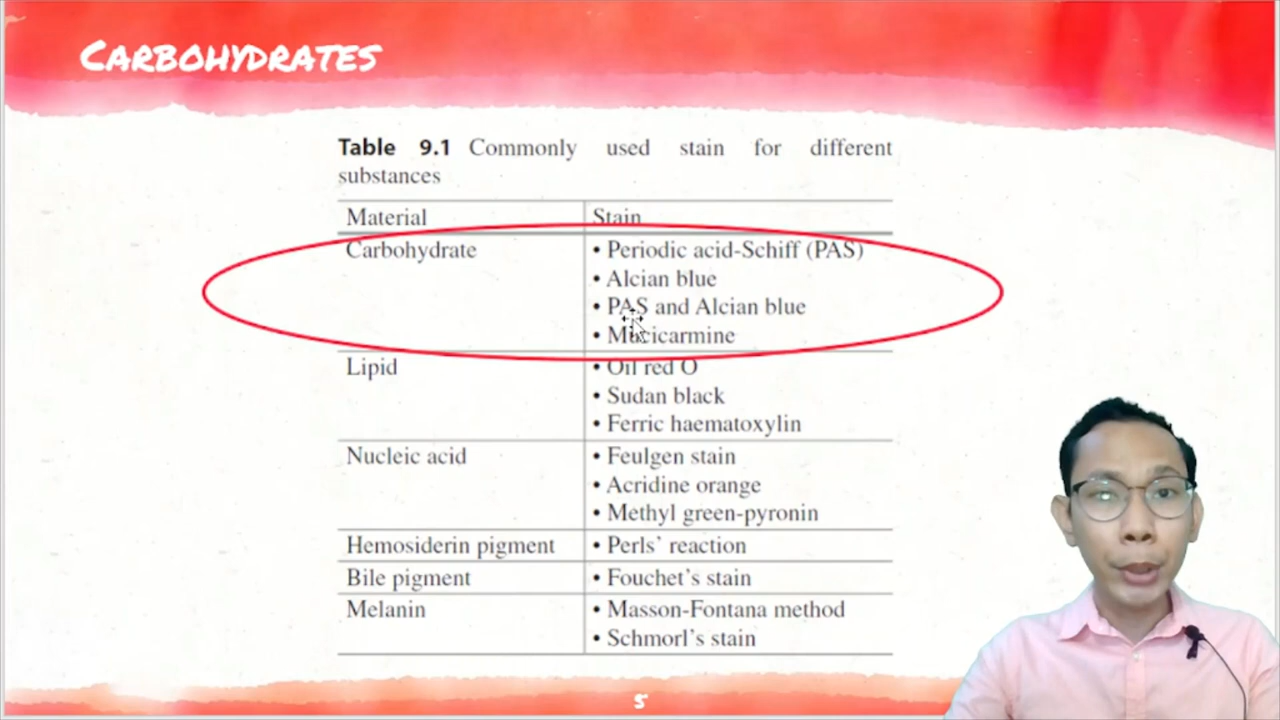 CARBOHYDRATES
Table 9.1 Commonly used stain for different
substances
Material Stain
Carbohydrate • Periodic acid-Schiff (PAS)
• Alcian blue
• PAS and Alcian blue
• Mucicarmine
Lipid • Oil red O
• Sudan black
• Ferric haematoxylin
Nucleic acid • Feulgen stain
• Acridine orange
• Methyl green-pyronin
Hemosiderin pigment • Perls’ reaction
Bile pigment • Fouchet’s stain
Melanin • Masson-Fontana method
• Schmorl’s stain
5